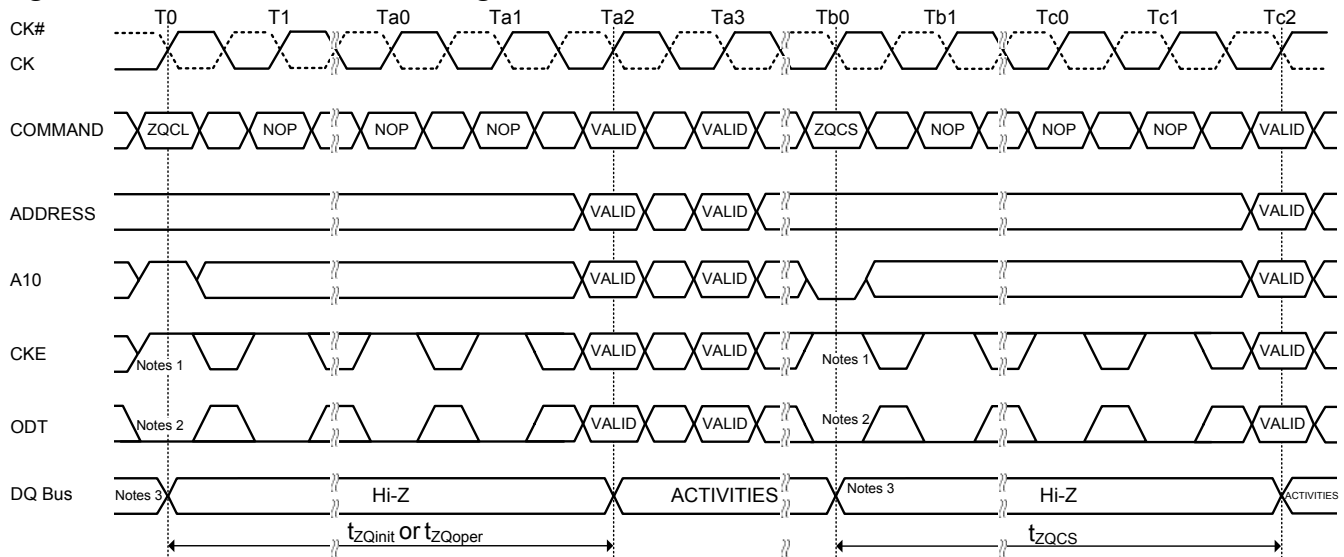 T0 T1 Ta0 Ta1 Ta2 Ta3 Tb0 Tb1 Tc0 Tc1 Tc2
CK#
CK
COMMAND ZQCL NOP NOP NOP VALID VALID ZQCS NOP NOP NOP VALID
ADDRESS VALID VALID VALID
A10 VALID VALID VALID
CKE Notes 1 VALID VALID Notes 1 VALID
ODT Notes 2 VALID VALID Notes 2 VALID
DQ Bus Notes 3 Hi-Z ACTIVITIES Notes 3 Hi-Z ACTIVITIES
tZQinit or tZQoper tZQCS